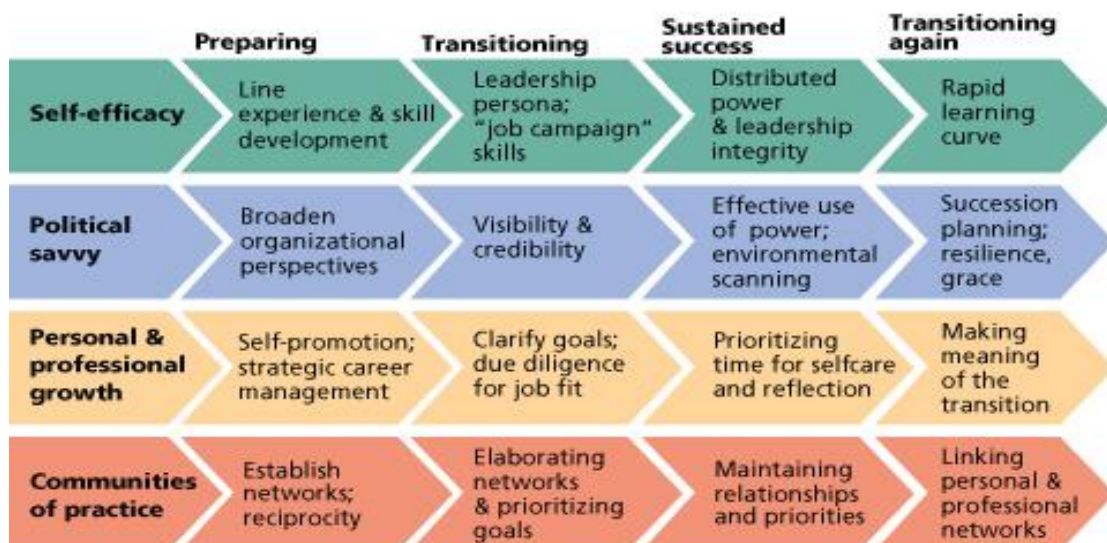 Preparing
Transitioning
Sustained
success
Transitioning
again
Self-efficacy
Line
experience & skill
development
Leadership
persona;
“job campaign”
skills
Distributed
power
& leadership
integrity
Rapid
learning
curve
Political
savvy
Broaden
organizational
perspectives
Visibility &
credibility
Effective use
of power;
environmental
scanning
Succession
planning;
resilience,
grace
Personal &
professional
growth
Self-promotion;
strategic career
management
Clarify goals;
due diligence
for job fit
Prioritizing
time for selfcare
and reflection
Making
meaning
of the
transition
Communities
of practice
Establish
networks;
reciprocity
Elaborating
networks
& prioritizing
goals
Maintaining
relationships
and priorities
Linking
personal &
professional
networks